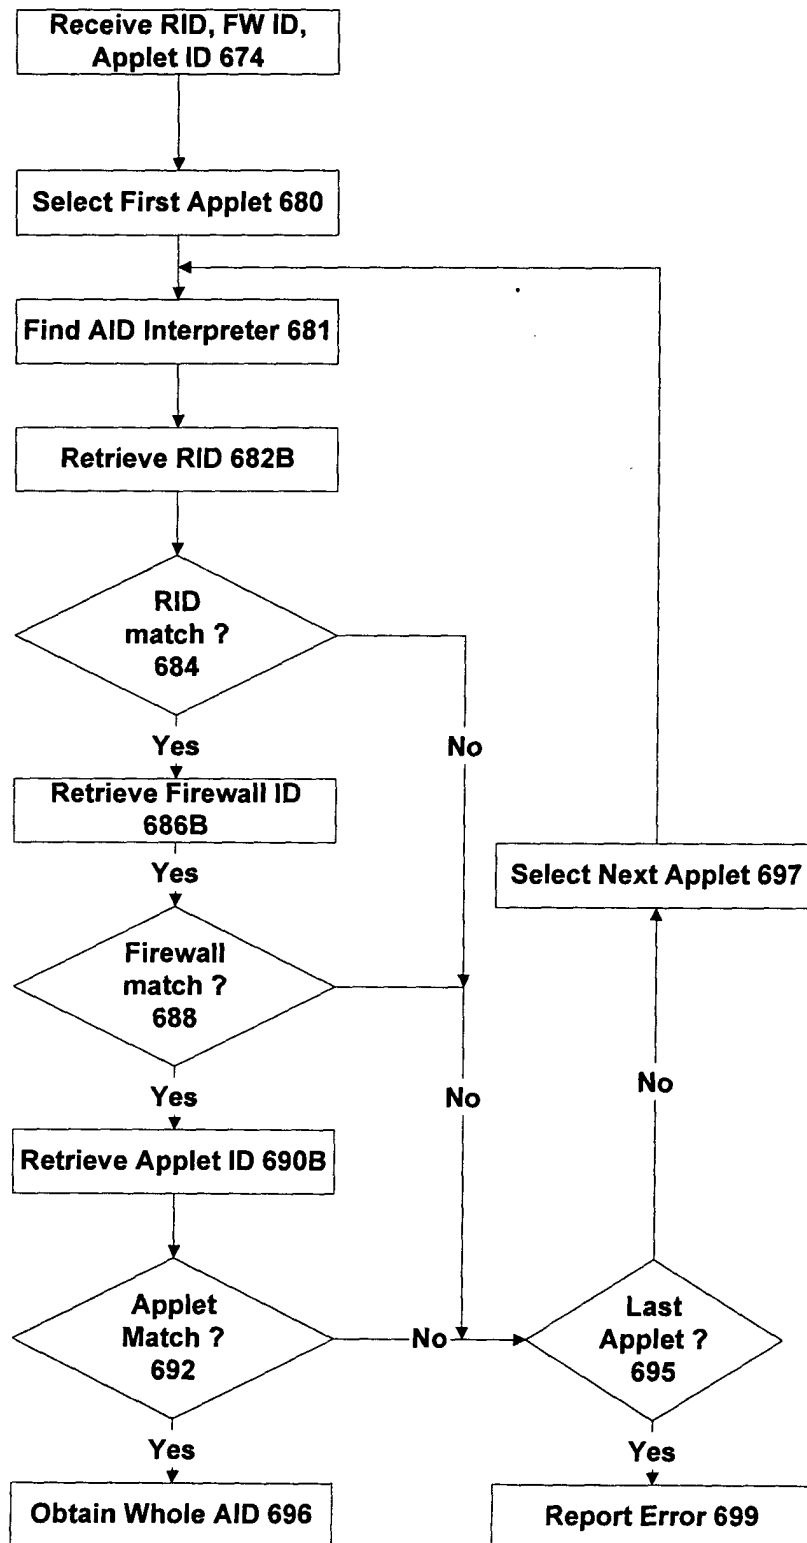 Receive RID, FW ID,
Applet ID 674
Select First Applet 680
Find AID Interpreter 681
Retrieve RID 682B
RID
match ?
684
Yes
No
Retrieve Firewall ID
686B
Yes
Select Next Applet 697
Firewall
match ?
688
Yes
No
No
Retrieve Applet ID 690B
Applet
Match ?
692
No
Last
Applet ?
695
Yes
Yes
Obtain Whole AID 696
Report Error 699